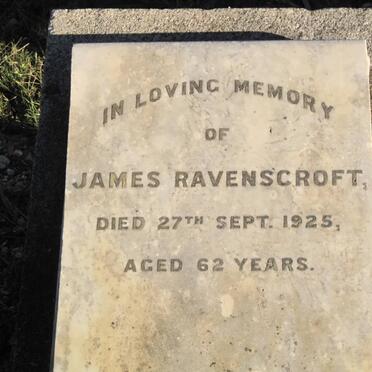 IN LOVING MEMORY
OF
JAMES RAVENSCROFT,
DIED 27TH SEPT. 1925,
AGED 62 YEARS.